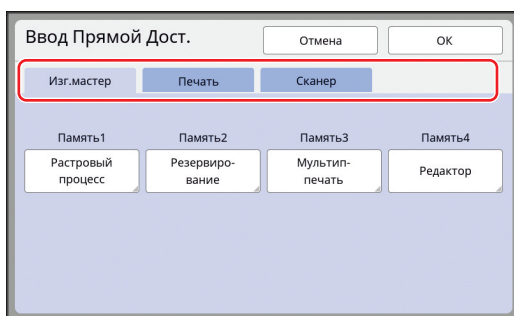 Ввод Прямой Дост.
Отмена
ОК
Изг.мастер
Печать
Сканер
Память1
Память2
Память3
Память4
Растровый
процесс
Резервиро-
вание
Мультип-
печать
Редактор